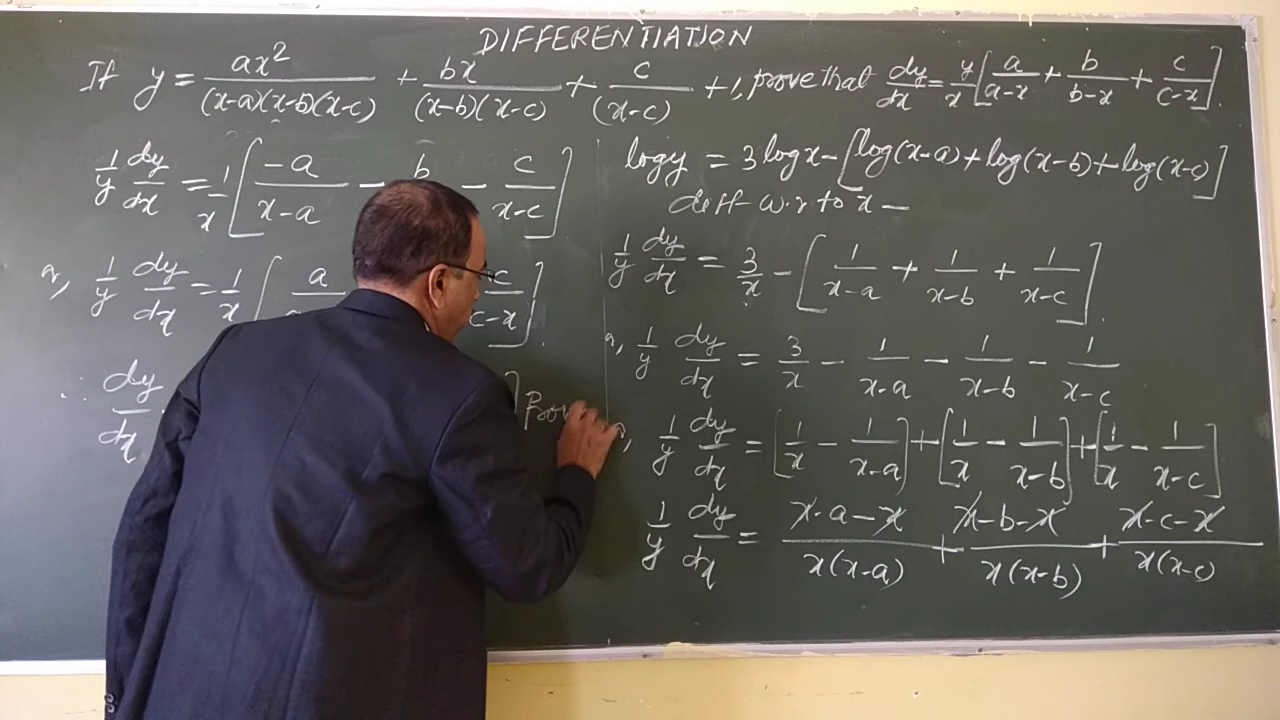 DIFFERENTIATION
If y = ax²/((x-a)(x-b)(x-c)) + bx/((x-b)(x-c)) + c/(x-c) + 1, prove that dy/dx = y/x [a/(a-x) + b/(b-x) + c/(c-x)].
1/y dy/dx = 1/x [-a/(x-a) - b - c/(x-c)]
1/y dy/dx = 1/x [a c/(c-x)].
∴ dy/dx ]
log y = 3 log x - [log(x-a) + log(x-b) + log(x-c)]
diff w.r to x —
1/y dy/dx = 3/x - [1/(x-a) + 1/(x-b) + 1/(x-c)]
1/y dy/dx = 3/x - 1/(x-a) - 1/(x-b) - 1/(x-c)
1/y dy/dx = [1/x - 1/(x-a)] + [1/x - 1/(x-b)] + [1/x - 1/(x-c)]
1/y dy/dx = (x-a-x)/(x(x-a)) + (x-b-x)/(x(x-b)) + (x-c-x)/(x(x-c))